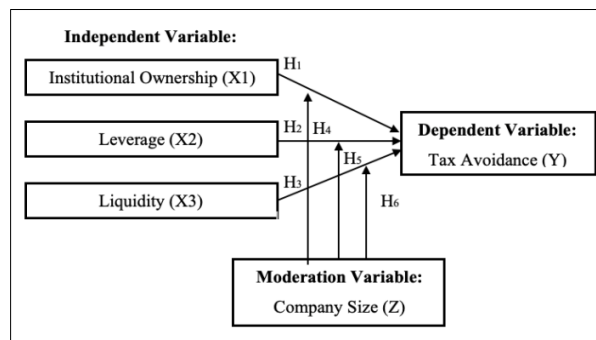 Independent Variable:
Institutional Ownership (X1)
H1
Leverage (X2)
H2
H4
Dependent Variable:
Tax Avoidance (Y)
H5
Liquidity (X3)
H3
H6
Moderation Variable:
Company Size (Z)